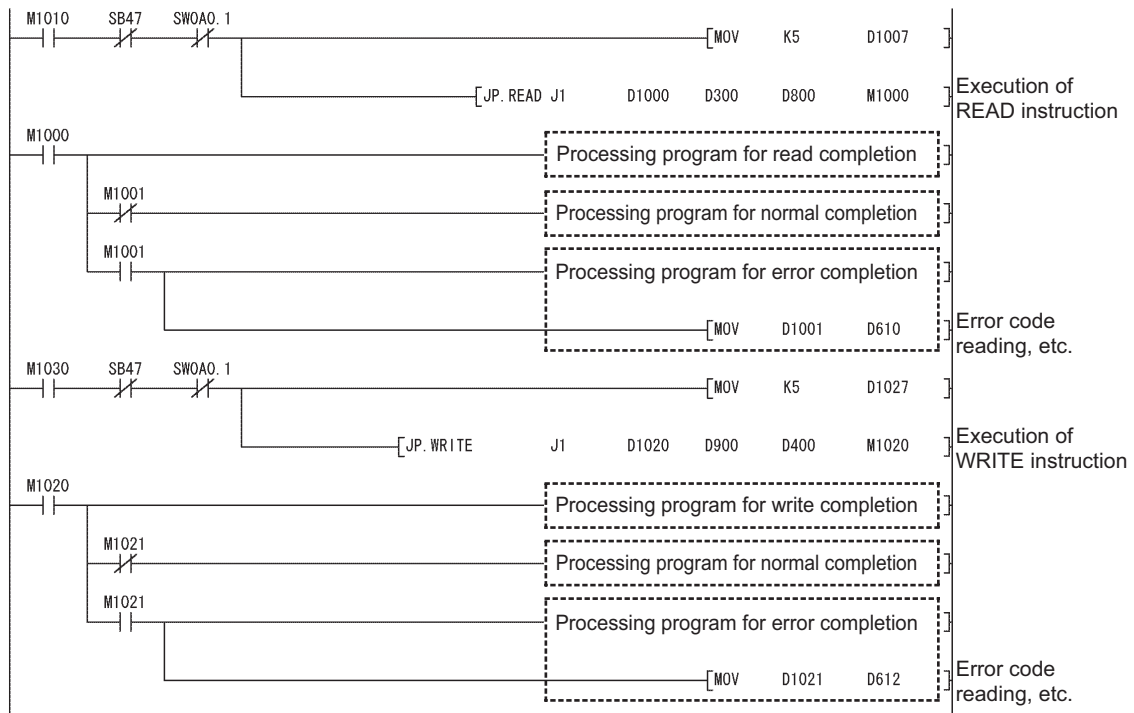 M1010 SB47 SW0A0.1
[MOV K5 D1007 ]
[JP.READ J1 D1000 D300 D800 M1000 ]
Execution of
READ instruction
M1000
Processing program for read completion ]
M1001
Processing program for normal completion ]
M1001
Processing program for error completion ]
[MOV D1001 D610 ]
Error code
reading, etc.
M1030 SB47 SW0A0.1
[MOV K5 D1027 ]
[JP.WRITE J1 D1020 D900 D400 M1020 ]
Execution of
WRITE instruction
M1020
Processing program for write completion ]
M1021
Processing program for normal completion ]
M1021
Processing program for error completion ]
[MOV D1021 D612 ]
Error code
reading, etc.